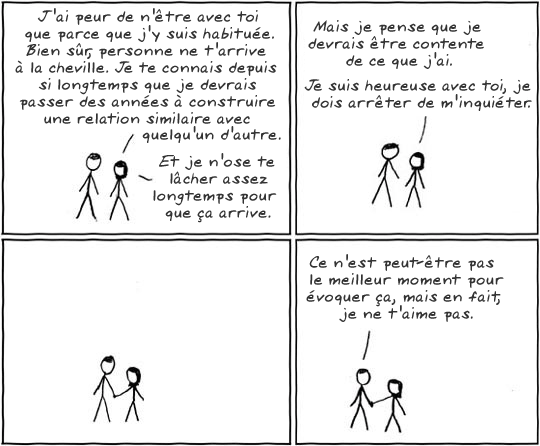 J'ai peur de n'être avec toi
que parce que j'y suis habituée.
Bien sûr, personne ne t'arrive
à la cheville. Je te connais depuis
si longtemps que je devrais
passer des années à construire
une relation similaire avec
quelqu'un d'autre.
Et je n'ose te
lâcher assez
longtemps pour
que ça arrive.
Mais je pense que je
devrais être contente
de ce que j'ai.
Je suis heureuse avec toi, je
dois arrêter de m'inquiéter.
Ce n'est peut-être pas
le meilleur moment pour
évoquer ça, mais en fait,
je ne t'aime pas.